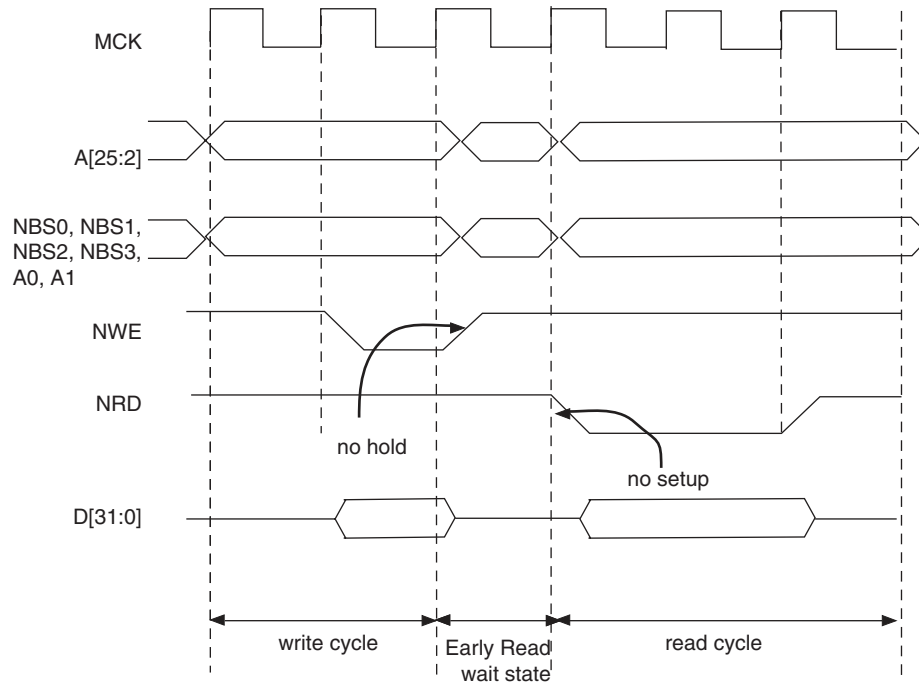 MCK
A[25:2]
NBS0, NBS1,
NBS2, NBS3,
A0, A1
NWE
NRD
no hold
no setup
D[31:0]
write cycle
Early Read
wait state
read cycle